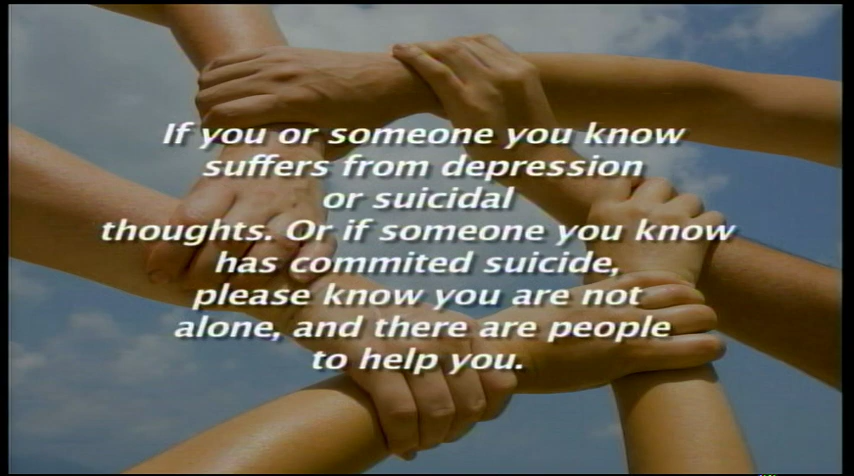 If you or someone you know
suffers from depression
or suicidal
thoughts. Or if someone you know
has commited suicide,
please know you are not
alone, and there are people
to help you.